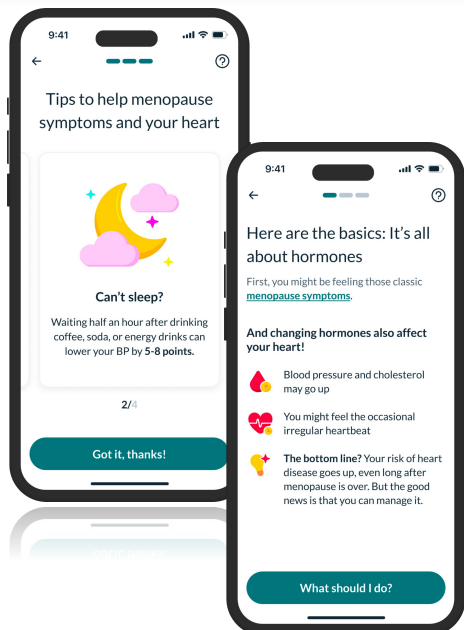 9:41
Tips to help menopause
symptoms and your heart
Can't sleep?
Waiting half an hour after drinking
coffee, soda, or energy drinks can
lower your BP by 5-8 points.
2/4
Got it, thanks!
9:41
Here are the basics: It's all
about hormones
First, you might be feeling those classic
menopause symptoms.
And changing hormones also affect
your heart!
Blood pressure and cholesterol
may go up
You might feel the occasional
irregular heartbeat
The bottom line? Your risk of heart
disease goes up, even long after
menopause is over. But the good
news is that you can manage it.
What should I do?